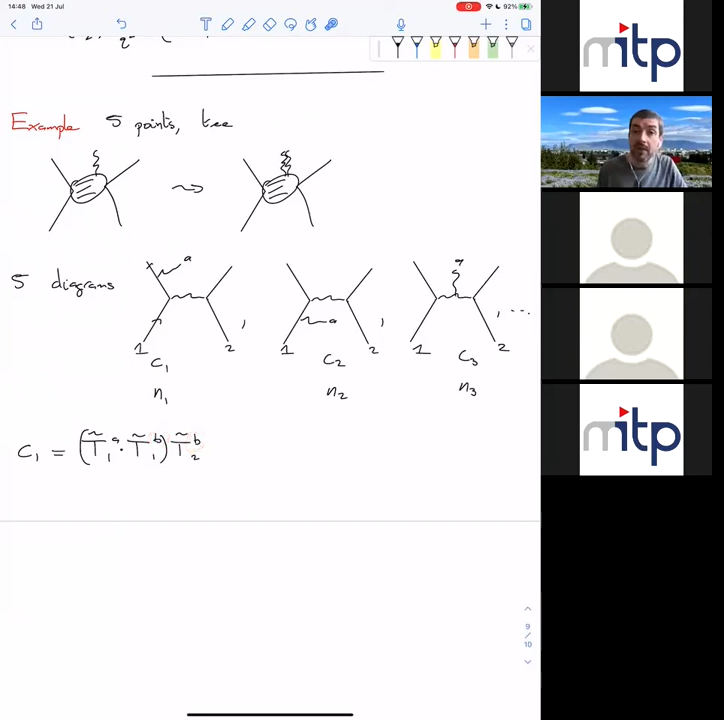 14:48 Wed 21 Jul
92%
Example 5 points, tree
5 diagrams
a
a
a
, , , ...
1 2 1 2 1 2
C₁ C₂ C₃
n₁ n₂ n₃
C₁ = (T̃₁ᵃ · T̃₁ᵇ) T̃₂ᵇ
9 / 10
mitp
mitp